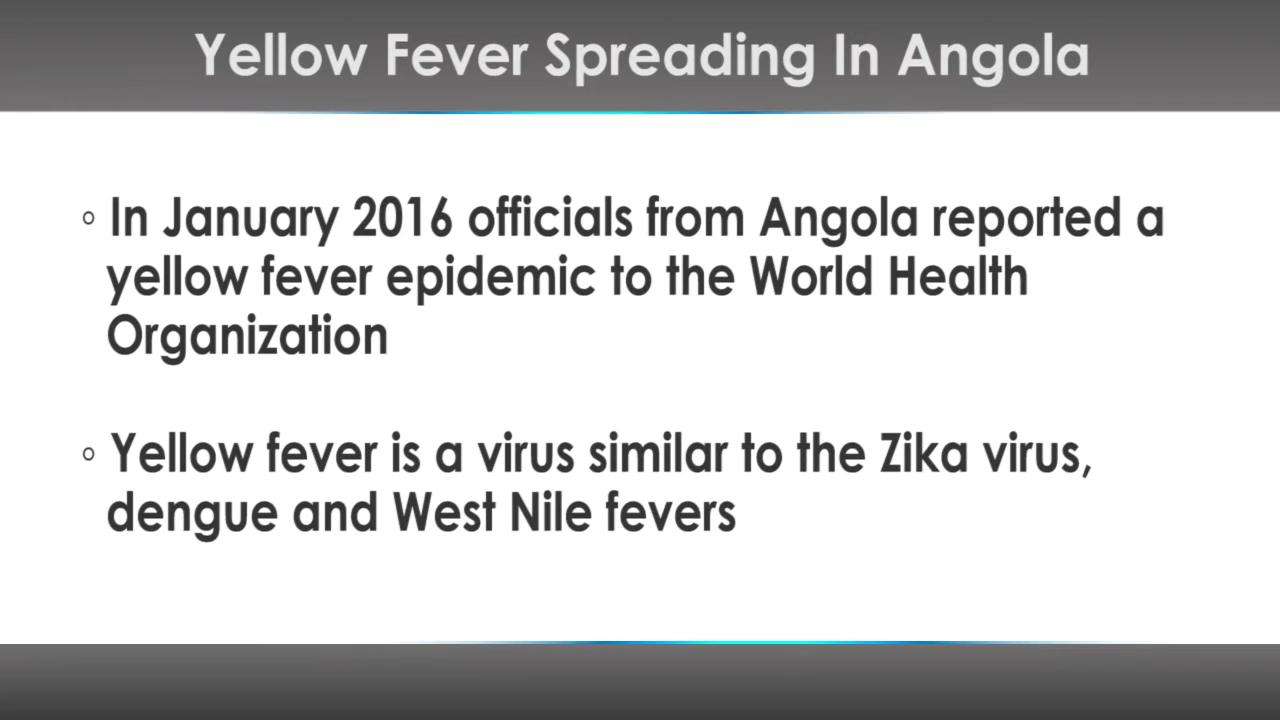 Yellow Fever Spreading In Angola
◦ In January 2016 officials from Angola reported a
yellow fever epidemic to the World Health
Organization
◦ Yellow fever is a virus similar to the Zika virus,
dengue and West Nile fevers